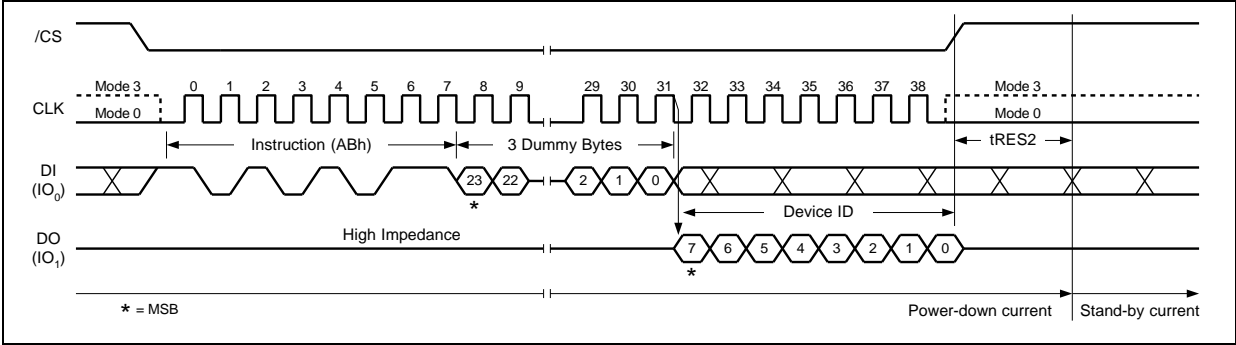 /CS
Mode 3 0 1 2 3 4 5 6 7 8 9 29 30 31 32 33 34 35 36 37 38 Mode 3
CLK
Mode 0 Mode 0
Instruction (ABh) 3 Dummy Bytes tRES2
DI
(IO0)
23 22 2 1 0
*
Device ID
High Impedance
DO
(IO1)
7 6 5 4 3 2 1 0
*
* = MSB
Power-down current Stand-by current